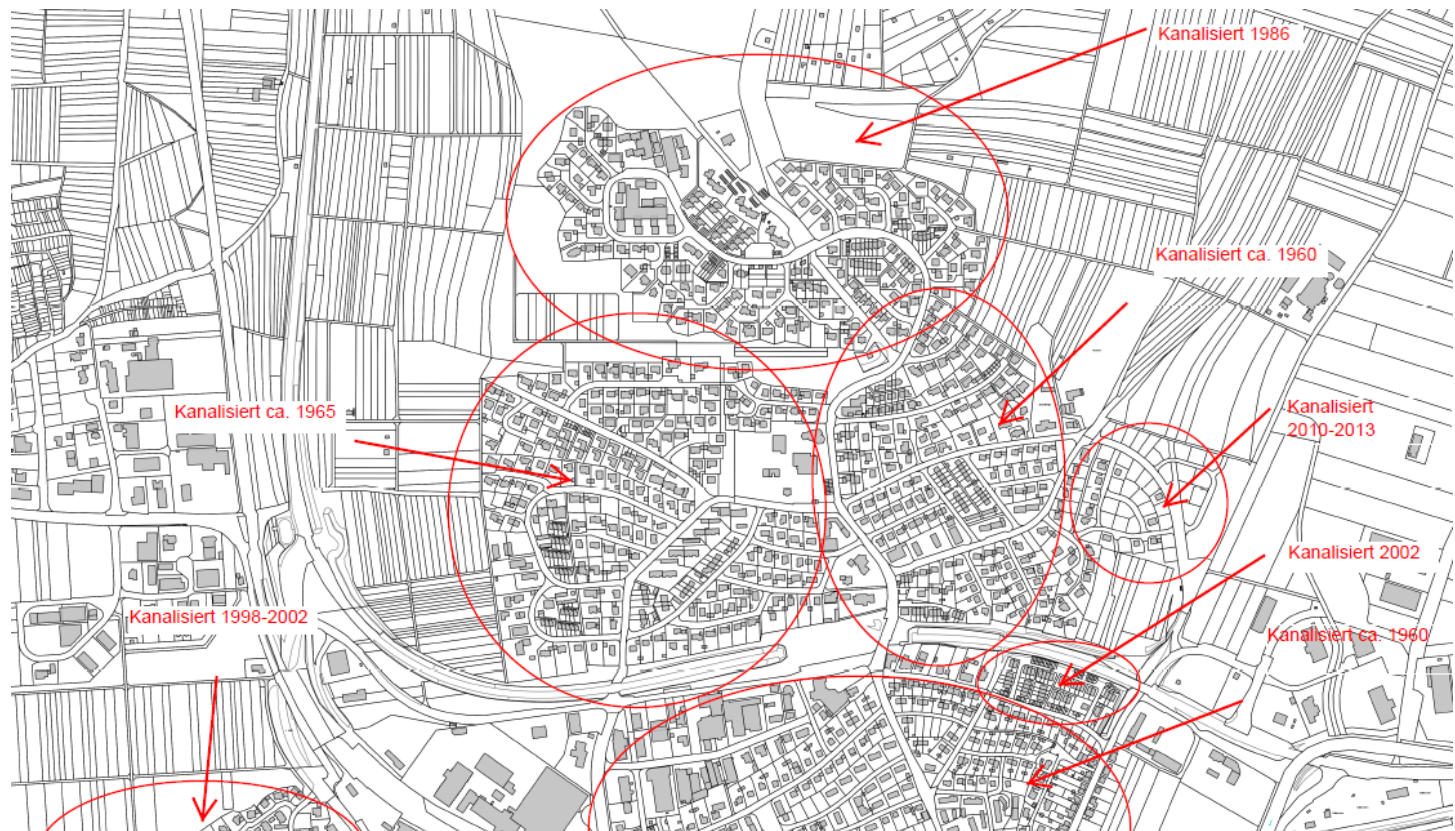 Kanalisiert 1986
Kanalisiert ca. 1960
Kanalisiert ca. 1965
Kanalisiert
2010-2013
Kanalisiert 2002
Kanalisiert 1998-2002
Kanalisiert ca. 1960